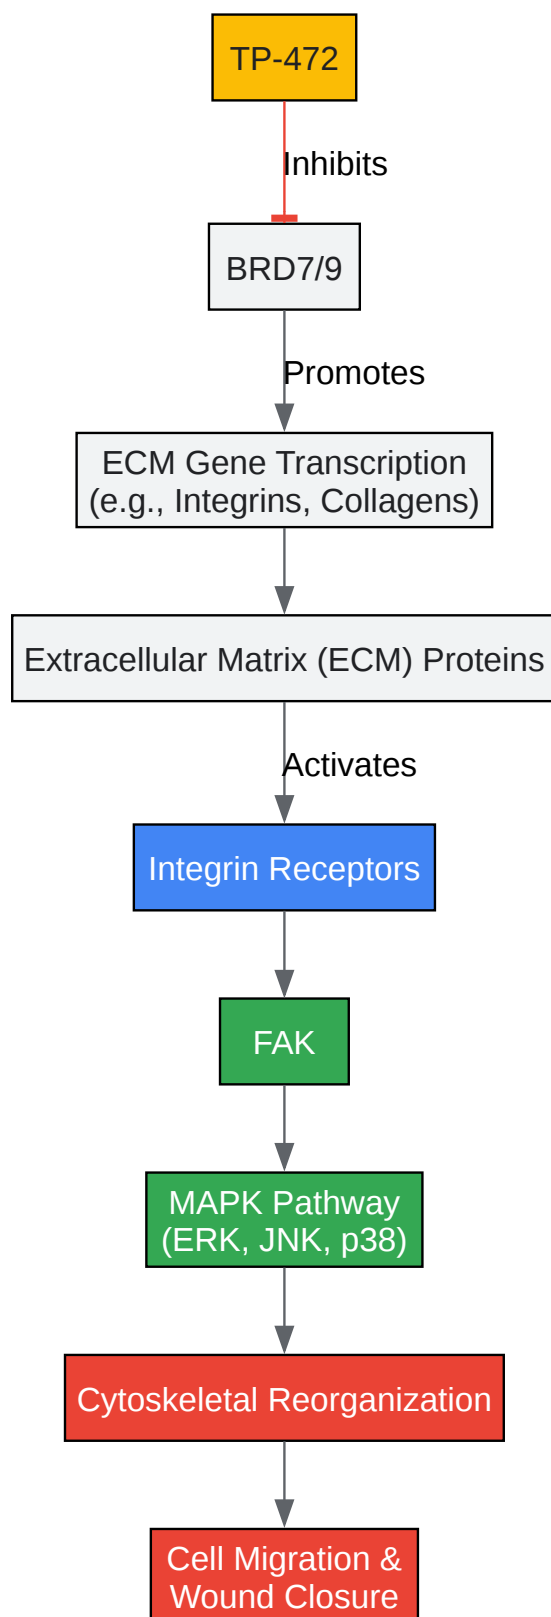 TP-472
Inhibits
BRD7/9
Promotes
ECM Gene Transcription
(e.g., Integrins, Collagens)
Extracellular Matrix (ECM) Proteins
Activates
Integrin Receptors
FAK
MAPK Pathway
(ERK, JNK, p38)
Cytoskeletal Reorganization
Cell Migration &
Wound Closure